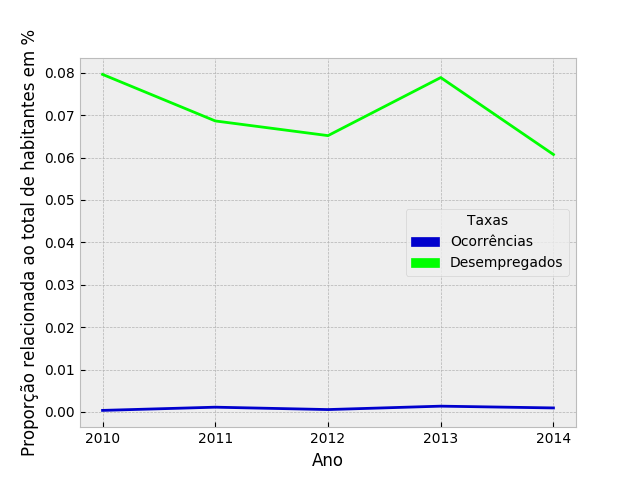 Proporção relacionada ao total de habitantes em %
0.08
0.07
0.06
0.05
0.04
0.03
0.02
0.01
0.00
Taxas
Ocorrências
Desempregados
2010 2011 2012 2013 2014
Ano